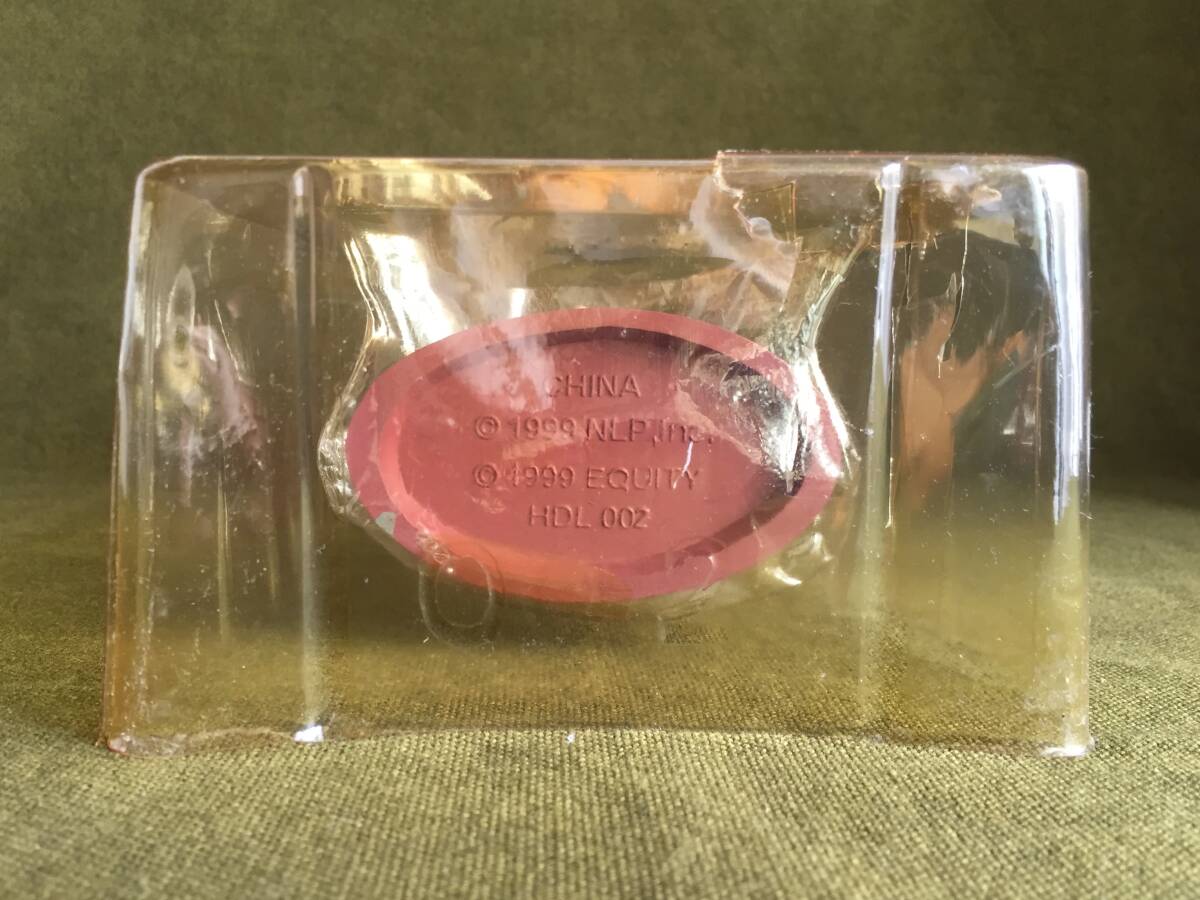 CHINA
© 1999 NLP, Inc.
© 1999 EQUITY
HDL 002